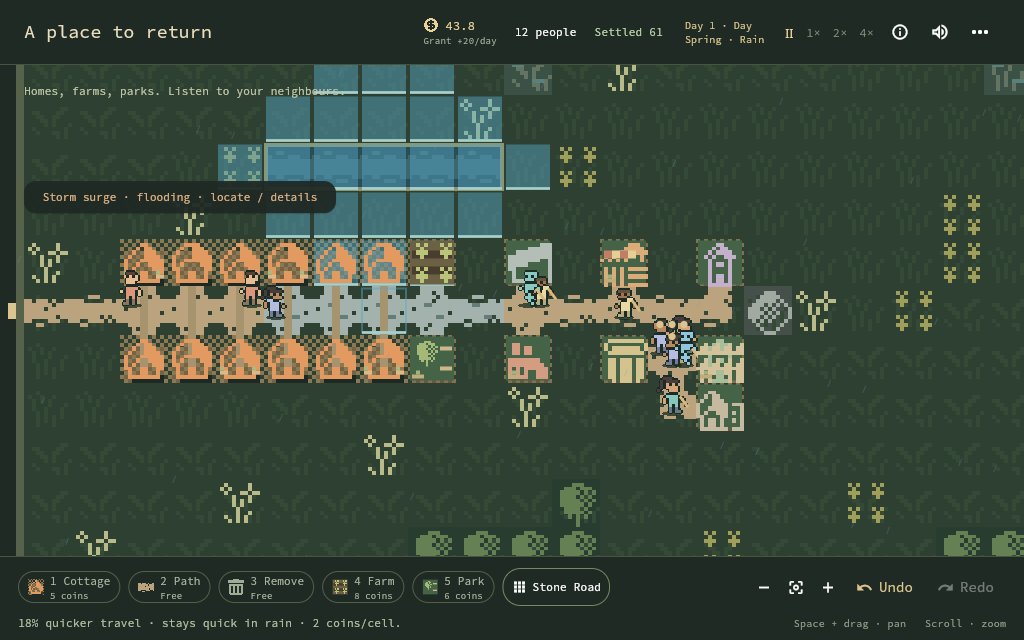 A place to return
43.8
Grant +20/day
12 people
Settled 61
Day 1 · Day
Spring · Rain
II
1×
2×
4×
Homes, farms, parks. Listen to your neighbours.
Storm surge · flooding · locate / details
1 Cottage
5 coins
2 Path
Free
3 Remove
Free
4 Farm
8 coins
5 Park
6 coins
Stone Road
Undo
Redo
18% quicker travel · stays quick in rain · 2 coins/cell.
Space + drag · pan
Scroll · zoom